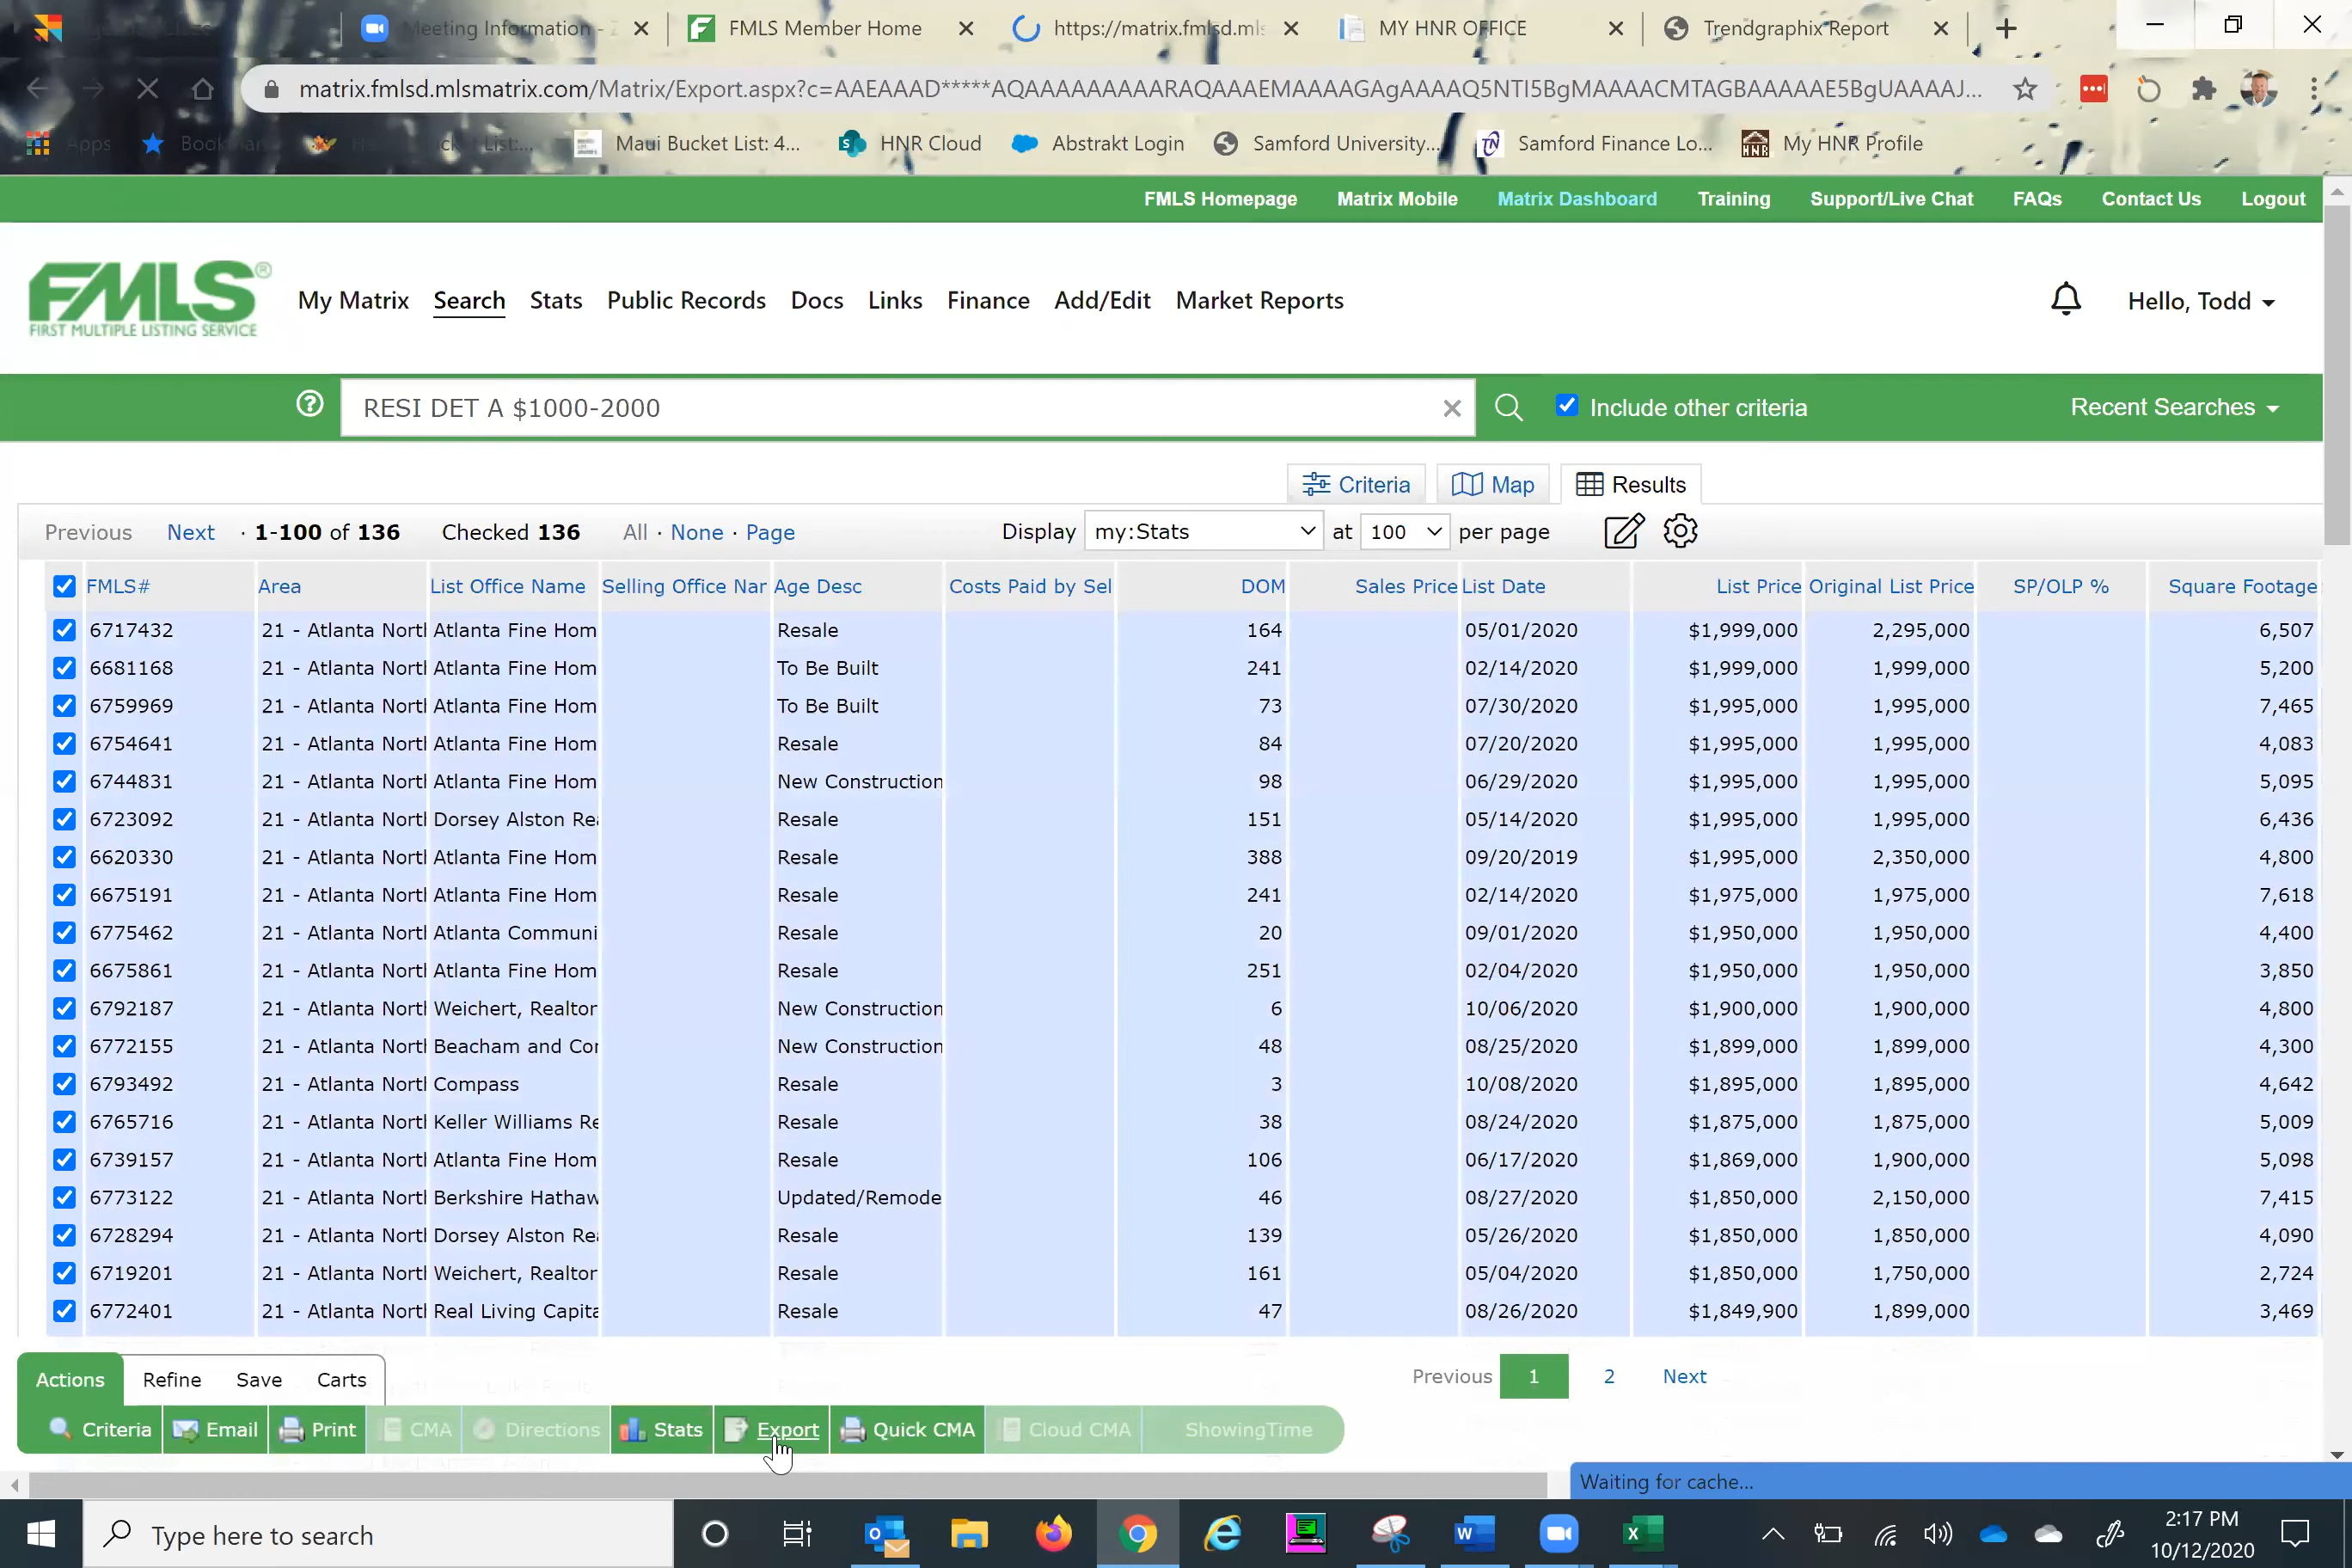 Meeting Information - Z
FMLS Member Home
https://matrix.fmlsd.mls
MY HNR OFFICE
Trendgraphix Report
matrix.fmlsd.mlsmatrix.com/Matrix/Export.aspx?c=AAEAAAD*****AQAAAAAAAAARAQAAAEMAAAAGAgAAAAQ5NTI5BgMAAAACMTAGBAAAAAE5BgUAAAAJ...
Apps
Maui Bucket List: 4...
HNR Cloud
Abstrakt Login
Samford University...
Samford Finance Lo...
My HNR Profile
FMLS Homepage Matrix Mobile Matrix Dashboard Training Support/Live Chat FAQs Contact Us Logout
FMLS®
FIRST MULTIPLE LISTING SERVICE
My Matrix Search Stats Public Records Docs Links Finance Add/Edit Market Reports
Hello, Todd
RESI DET A $1000-2000
Include other criteria
Recent Searches
Criteria Map Results
Previous Next · 1-100 of 136 Checked 136 All · None · Page Display my:Stats at 100 per page
FMLS# Area List Office Name Selling Office Nar Age Desc Costs Paid by Sel DOM Sales Price List Date List Price Original List Price SP/OLP % Square Footage
6717432 21 - Atlanta Nort Atlanta Fine Hom Resale 164 05/01/2020 $1,999,000 2,295,000 6,507
6681168 21 - Atlanta Nort Atlanta Fine Hom To Be Built 241 02/14/2020 $1,999,000 1,999,000 5,200
6759969 21 - Atlanta Nort Atlanta Fine Hom To Be Built 73 07/30/2020 $1,995,000 1,995,000 7,465
6754641 21 - Atlanta Nort Atlanta Fine Hom Resale 84 07/20/2020 $1,995,000 1,995,000 4,083
6744831 21 - Atlanta Nort Atlanta Fine Hom New Construction 98 06/29/2020 $1,995,000 1,995,000 5,095
6723092 21 - Atlanta Nort Dorsey Alston Rea Resale 151 05/14/2020 $1,995,000 1,995,000 6,436
6620330 21 - Atlanta Nort Atlanta Fine Hom Resale 388 09/20/2019 $1,995,000 2,350,000 4,800
6675191 21 - Atlanta Nort Atlanta Fine Hom Resale 241 02/14/2020 $1,975,000 1,975,000 7,618
6775462 21 - Atlanta Nort Atlanta Communi Resale 20 09/01/2020 $1,950,000 1,950,000 4,400
6675861 21 - Atlanta Nort Atlanta Fine Hom Resale 251 02/04/2020 $1,950,000 1,950,000 3,850
6792187 21 - Atlanta Nort Weichert, Realtor New Construction 6 10/06/2020 $1,900,000 1,900,000 4,800
6772155 21 - Atlanta Nort Beacham and Cor New Construction 48 08/25/2020 $1,899,000 1,899,000 4,300
6793492 21 - Atlanta Nort Compass Resale 3 10/08/2020 $1,895,000 1,895,000 4,642
6765716 21 - Atlanta Nort Keller Williams Re Resale 38 08/24/2020 $1,875,000 1,875,000 5,009
6739157 21 - Atlanta Nort Atlanta Fine Hom Resale 106 06/17/2020 $1,869,000 1,900,000 5,098
6773122 21 - Atlanta Nort Berkshire Hathaw Updated/Remode 46 08/27/2020 $1,850,000 2,150,000 7,415
6728294 21 - Atlanta Nort Dorsey Alston Rea Resale 139 05/26/2020 $1,850,000 1,850,000 4,090
6719201 21 - Atlanta Nort Weichert, Realtor Resale 161 05/04/2020 $1,850,000 1,750,000 2,724
6772401 21 - Atlanta Nort Real Living Capita Resale 47 08/26/2020 $1,849,900 1,899,000 3,469
Actions Refine Save Carts
Previous 1 2 Next
Criteria Email Print CMA Directions Stats Export Quick CMA Cloud CMA ShowingTime
Waiting for cache...
Type here to search
2:17 PM
10/12/2020